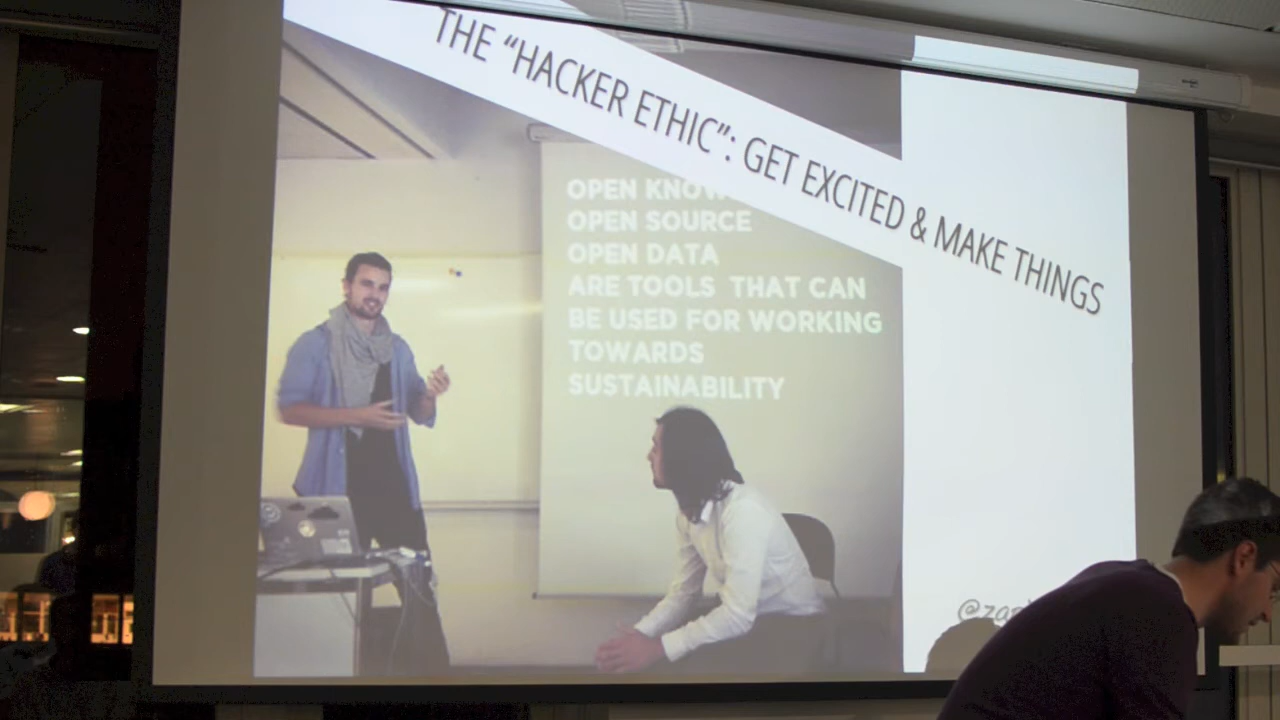 THE “HACKER ETHIC”: GET EXCITED & MAKE THINGS
OPEN
OPEN SOURCE
OPEN DATA
ARE TOOLS THAT CAN
BE USED FOR WORKING
TOWARDS
SUSTAINABILITY